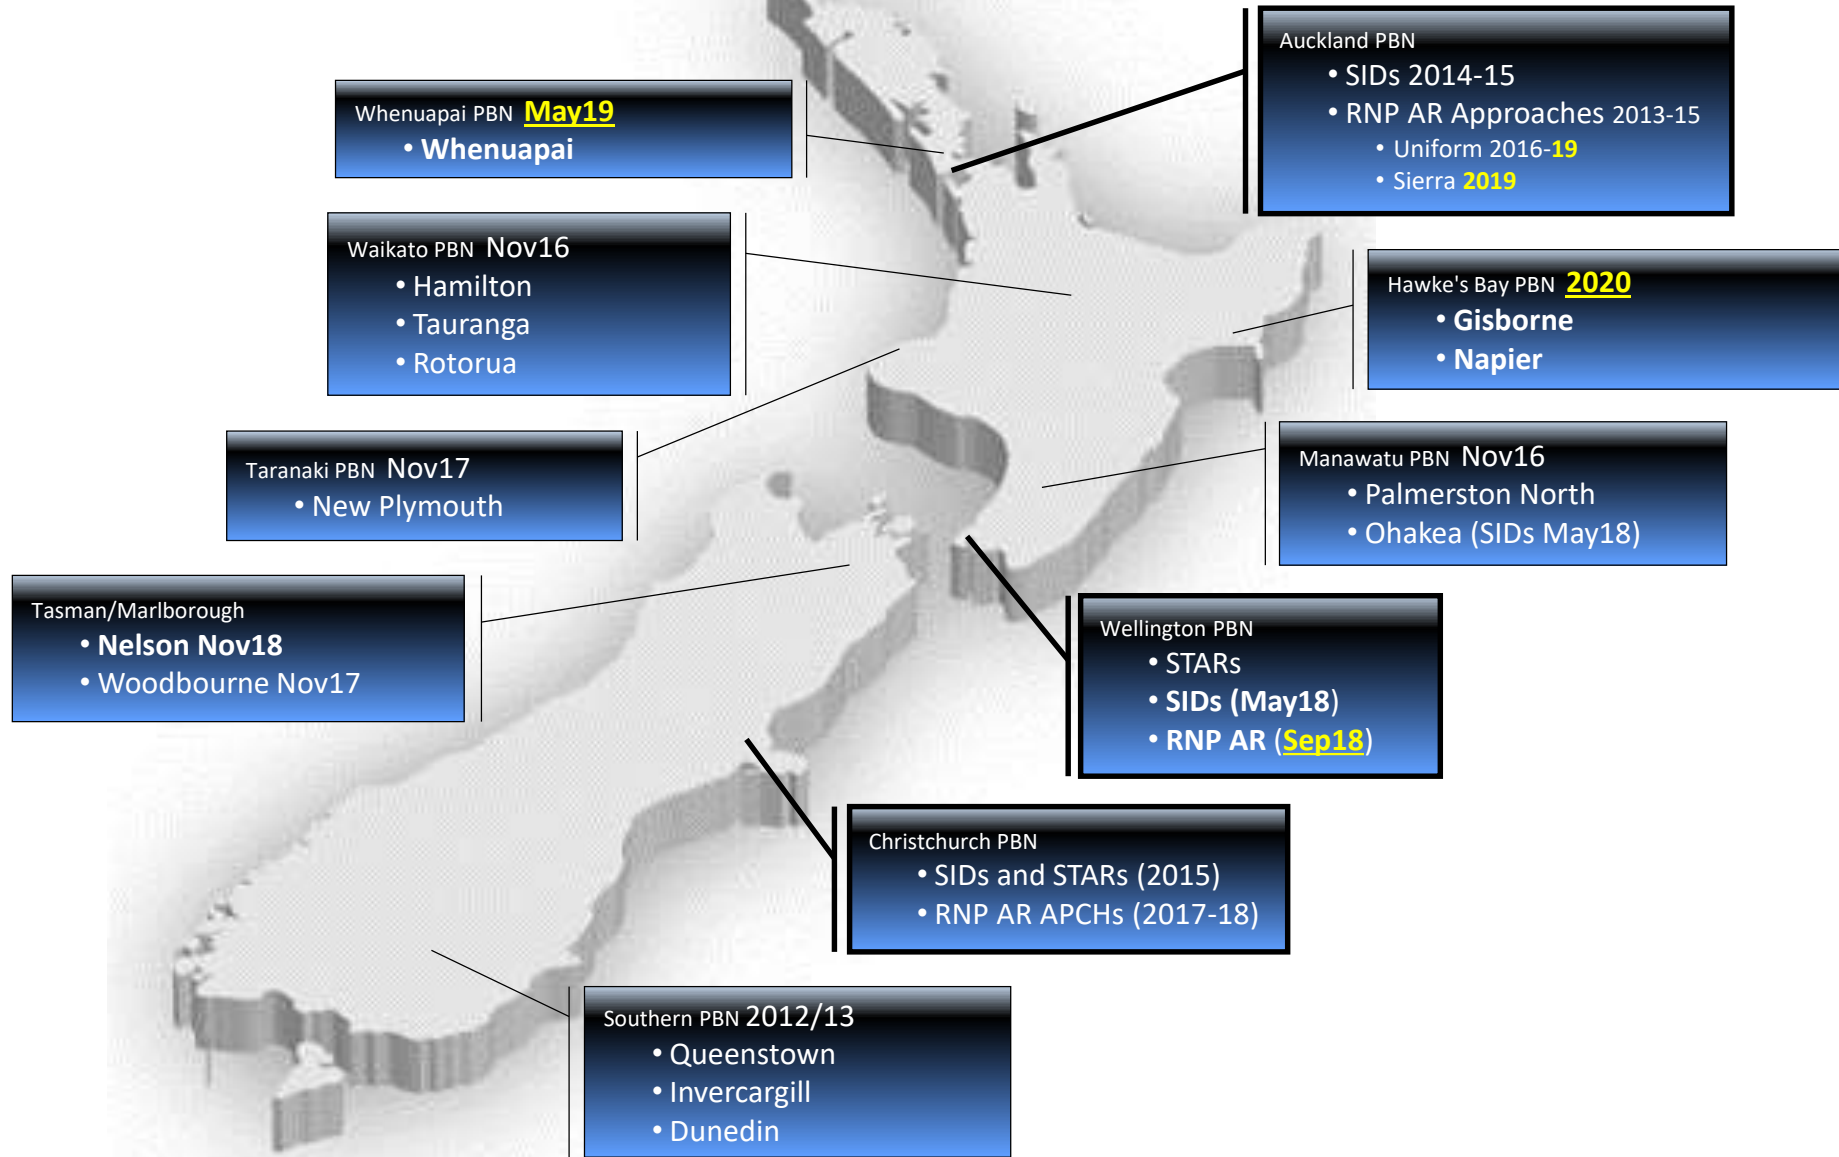 Auckland PBN
• SIDs 2014-15
• RNP AR Approaches 2013-15
• Uniform 2016-19
• Sierra 2019
Whenuapai PBN May19
• Whenuapai
Waikato PBN Nov16
• Hamilton
• Tauranga
• Rotorua
Hawke's Bay PBN 2020
• Gisborne
• Napier
Taranaki PBN Nov17
• New Plymouth
Manawatu PBN Nov16
• Palmerston North
• Ohakea (SIDs May18)
Tasman/Marlborough
• Nelson Nov18
• Woodbourne Nov17
Wellington PBN
• STARs
• SIDs (May18)
• RNP AR (Sep18)
Christchurch PBN
• SIDs and STARs (2015)
• RNP AR APCHs (2017-18)
Southern PBN 2012/13
• Queenstown
• Invercargill
• Dunedin